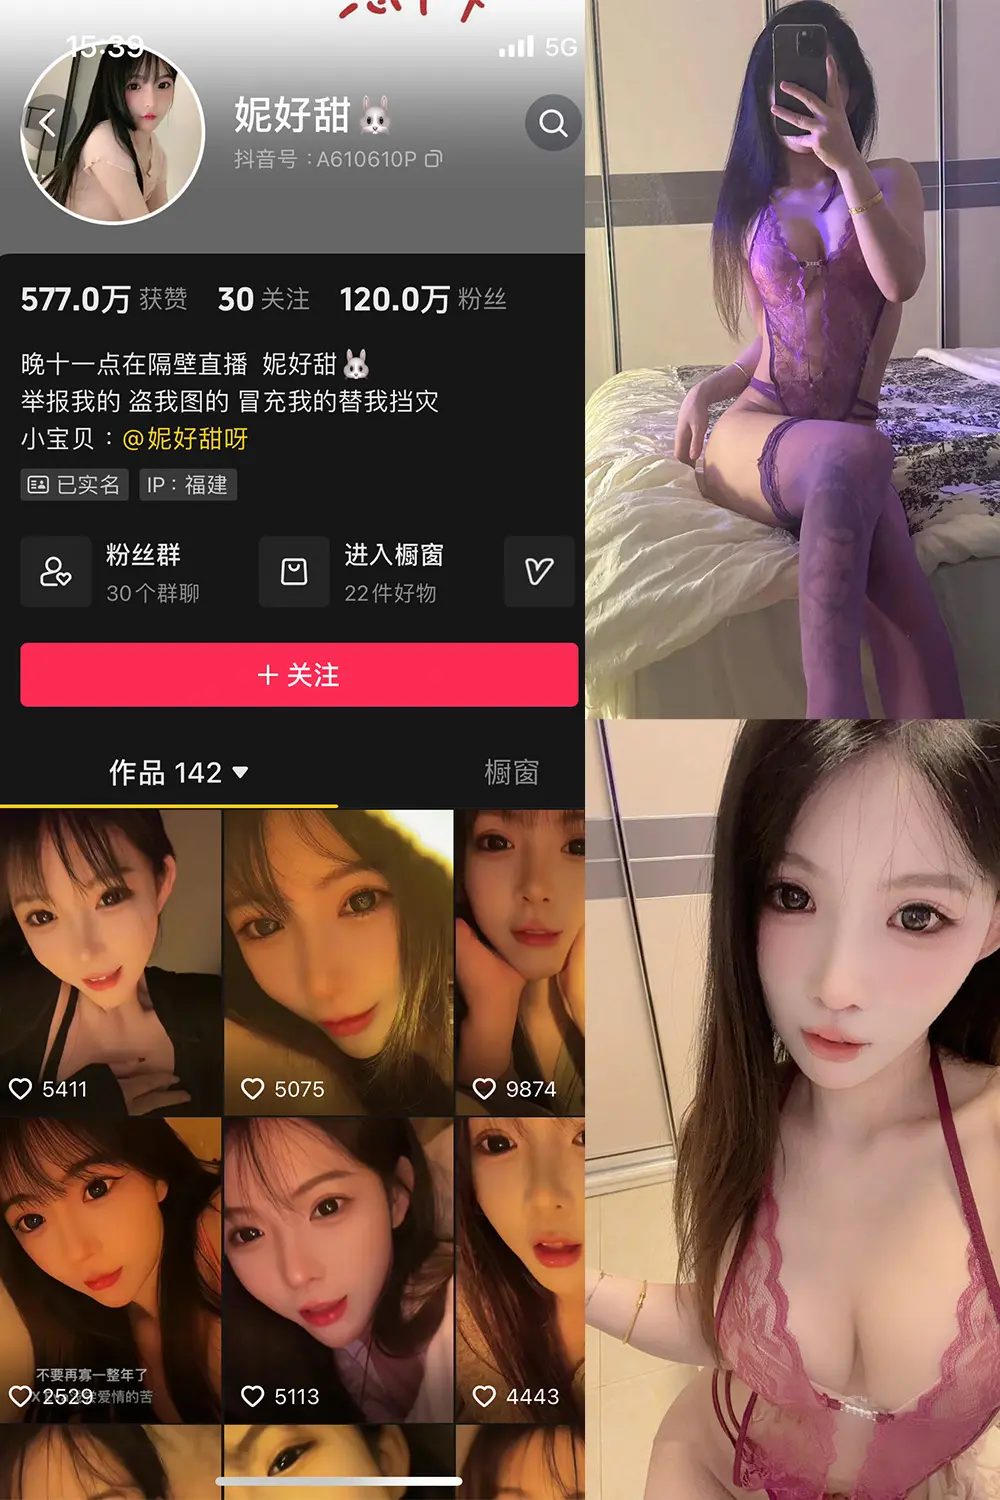 15:39
5G
妮好甜🐰
抖音号：A610610P
577.0万 获赞 30 关注 120.0万 粉丝
晚十一点在隔壁直播 妮好甜🐰
举报我的 盗我图的 冒充我的替我挡灾
小宝贝：@妮好甜呀
已实名 IP：福建
粉丝群
30个群聊
进入橱窗
22件好物
+ 关注
作品 142 橱窗
5411
5075
9874
不要再寡一整年了
爱情的苦
2529
5113
4443